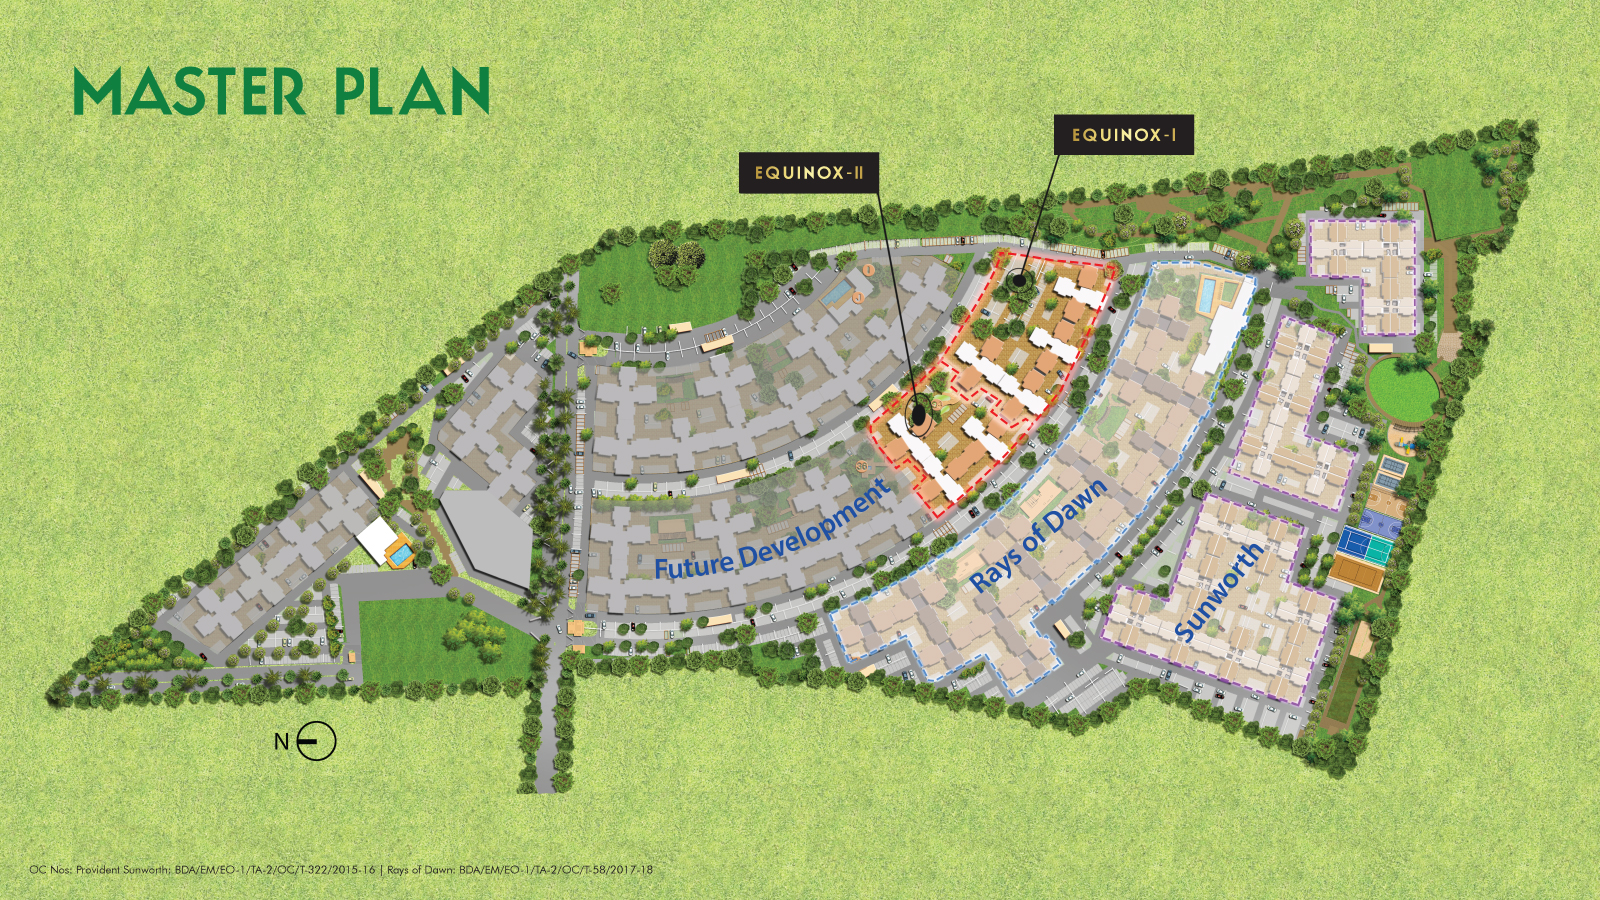 MASTER PLAN
EQUINOX-I
EQUINOX-II
Future Development
Rays of Dawn
Sunworth
N
OC Nos: Provident Sunworth: BDA/EM/EO-1/TA-2/OC/T-322/2015-16 | Rays of Dawn: BDA/EM/EO-1/TA-2/OC/T-58/2017-18